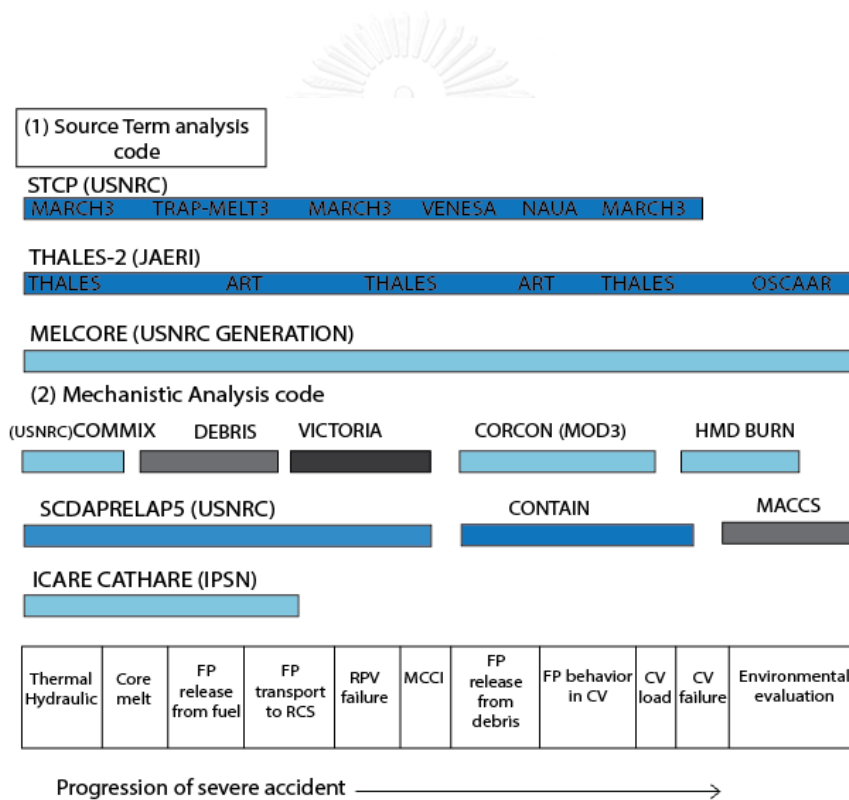 (1) Source Term analysis
code
STCP (USNRC)
MARCH3 TRAP-MELT3 MARCH3 VENESA NAUA MARCH3
THALES-2 (JAERI)
THALES ART THALES ART THALES OSCAAR
MELCORE (USNRC GENERATION)
(2) Mechanistic Analysis code
(USNRC)COMMIX DEBRIS VICTORIA CORCON (MOD3) HMD BURN
SCDAPRELAP5 (USNRC) CONTAIN MACCS
ICARE CATHARE (IPSN)
Thermal
Hydraulic
Core
melt
FP
release
from fuel
FP
transport
to RCS
RPV
failure
MCCI
FP
release
from
debris
FP behavior
in CV
CV
load
CV
failure
Environmental
evaluation
Progression of severe accident